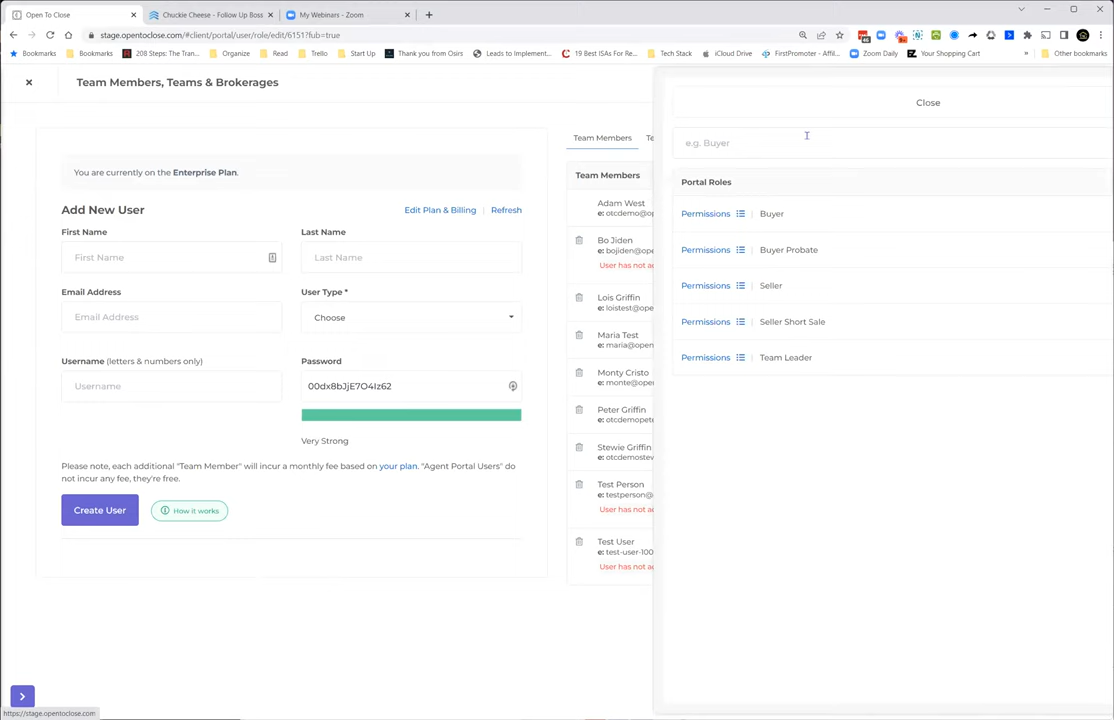 Open To Close
Chuckie Cheese - Follow Up Boss
My Webinars - Zoom
stage.opentoclose.com/#client/portal/user/role/edit/6151?fub=true
Bookmarks
Bookmarks
208 Steps: The Tran...
Organize
Read
Trello
Start Up
Thank you from Osirs
Leads to Implement...
19 Best ISAs For Re...
Tech Stack
iCloud Drive
FirstPromoter - Affil...
Zoom Daily
Your Shopping Cart
»
Other bookmarks
Team Members, Teams & Brokerages
You are currently on the Enterprise Plan.
Add New User
Edit Plan & Billing | Refresh
First Name
Last Name
First Name
Last Name
Email Address
User Type *
Email Address
Choose
Username (letters & numbers only)
Password
Username
00dx8bJjE7O4Iz62
Very Strong
Please note, each additional "Team Member" will incur a monthly fee based on your plan. "Agent Portal Users" do
not incur any fee, they're free.
Create User
How it works
Team Members
Te
Team Members
Adam West
e: otcdemo@op
Bo Jiden
e: bojiden@ope
User has not ac
Lois Griffin
e: loistest@open
Maria Test
e: maria@open
Monty Cristo
e: monte@open
Peter Griffin
e: otcdemopete
Stewie Griffin
e: otcdemostev
Test Person
e: testperson@
User has not ac
Test User
e: test-user-100
User has not ac
Close
e.g. Buyer
Portal Roles
Permissions | Buyer
Permissions | Buyer Probate
Permissions | Seller
Permissions | Seller Short Sale
Permissions | Team Leader
https://stage.opentoclose.com